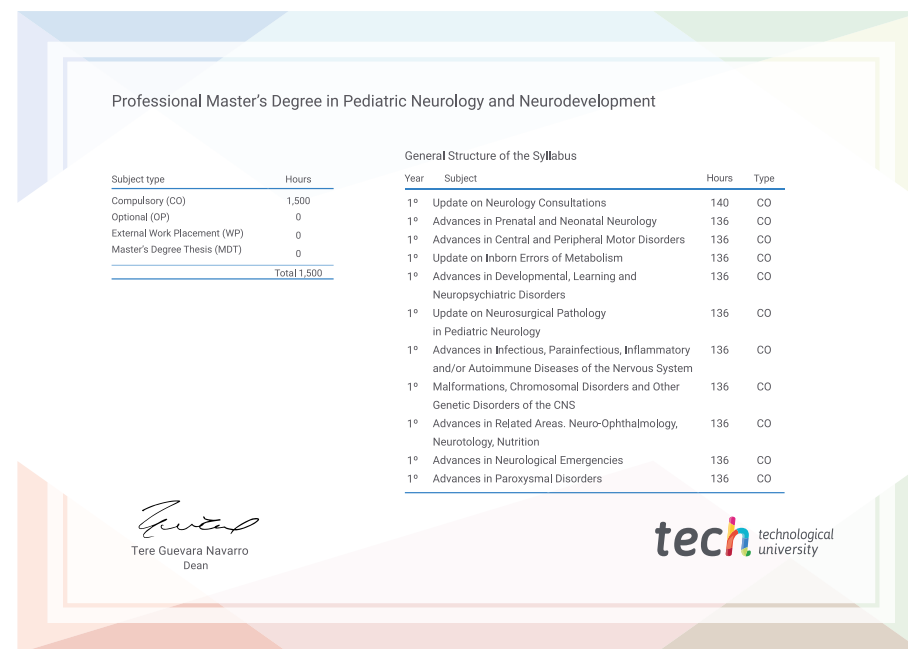 Professional Master's Degree in Pediatric Neurology and Neurodevelopment
Subject type Hours
Compulsory (CO) 1,500
Optional (OP) 0
External Work Placement (WP) 0
Master's Degree Thesis (MDT) 0
Total 1,500
General Structure of the Syllabus
Year Subject Hours Type
1º Update on Neurology Consultations 140 CO
1º Advances in Prenatal and Neonatal Neurology 136 CO
1º Advances in Central and Peripheral Motor Disorders 136 CO
1º Update on Inborn Errors of Metabolism 136 CO
1º Advances in Developmental, Learning and 136 CO
Neuropsychiatric Disorders
1º Update on Neurosurgical Pathology 136 CO
in Pediatric Neurology
1º Advances in Infectious, Parainfectious, Inflammatory 136 CO
and/or Autoimmune Diseases of the Nervous System
1º Malformations, Chromosomal Disorders and Other 136 CO
Genetic Disorders of the CNS
1º Advances in Related Areas. Neuro-Ophthalmology, 136 CO
Neurotology, Nutrition
1º Advances in Neurological Emergencies 136 CO
1º Advances in Paroxysmal Disorders 136 CO
Tere Guevara Navarro
Dean
tech technological
university